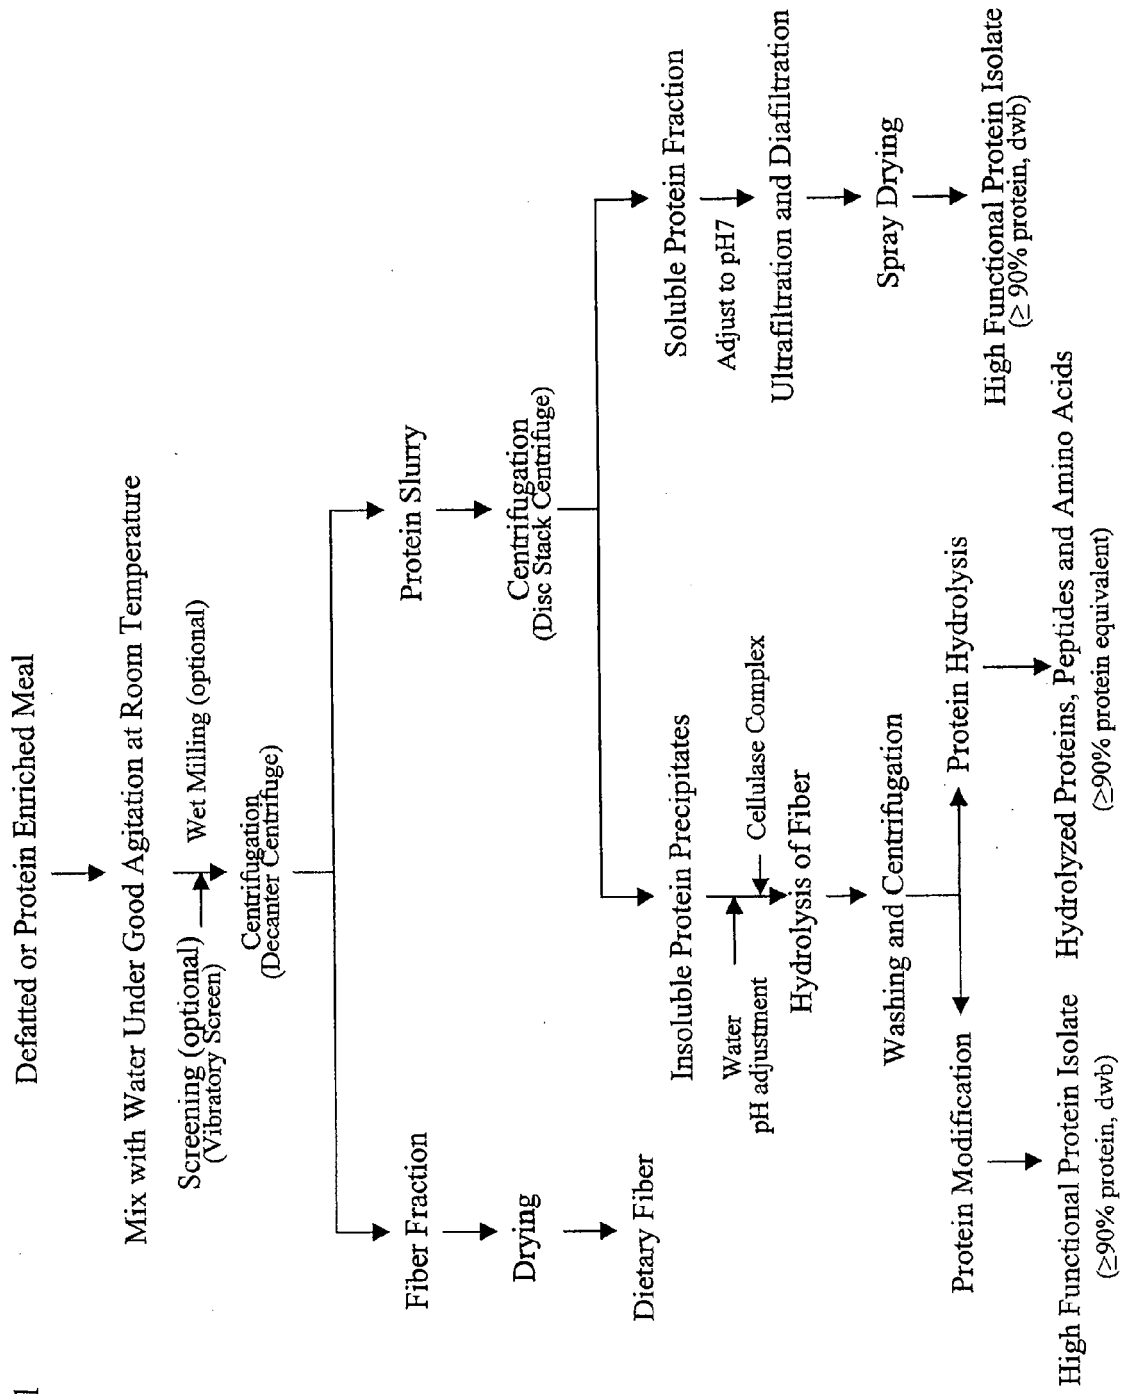 Defatted or Protein Enriched Meal
Mix with Water Under Good Agitation at Room Temperature
Screening (optional)
(Vibratory Screen)
Wet Milling (optional)
Centrifugation
(Decanter Centrifuge)
Fiber Fraction
Drying
Dietary Fiber
Protein Slurry
Centrifugation
(Disc Stack Centrifuge)
Insoluble Protein Precipitates
Water
pH adjustment
Cellulase Complex
Hydrolysis of Fiber
Washing and Centrifugation
Protein Modification
High Functional Protein Isolate
(≥90% protein, dwb)
Protein Hydrolysis
Hydrolyzed Proteins, Peptides and Amino Acids
(≥90% protein equivalent)
Soluble Protein Fraction
Adjust to pH7
Ultrafiltration and Diafiltration
Spray Drying
High Functional Protein Isolate
(≥ 90% protein, dwb)